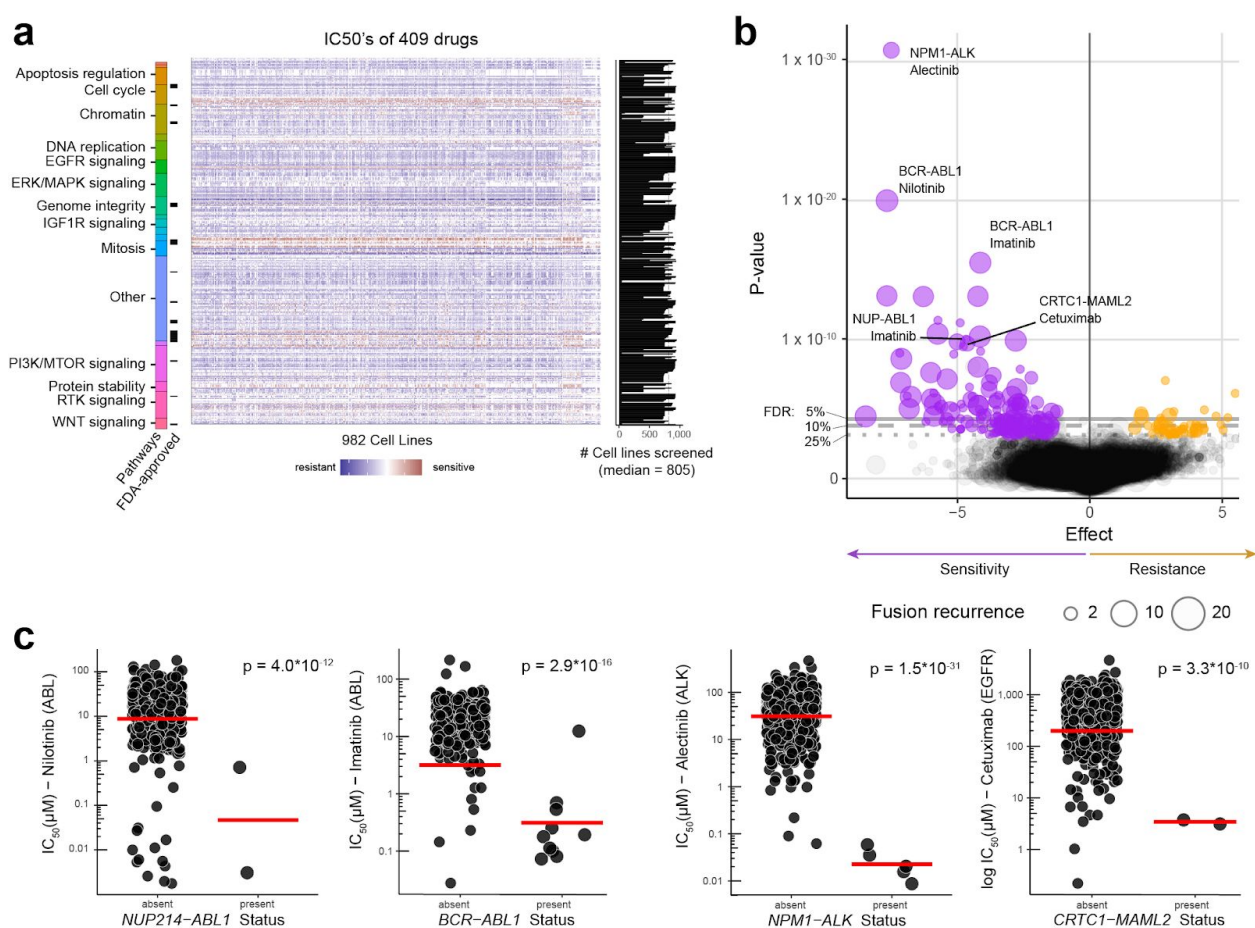 a
IC50's of 409 drugs
Apoptosis regulation
Cell cycle
Chromatin
DNA replication
EGFR signaling
ERK/MAPK signaling
Genome integrity
IGF1R signaling
Mitosis
Other
PI3K/MTOR signaling
Protein stability
RTK signaling
WNT signaling
Pathways
FDA-approved
982 Cell Lines
resistant
sensitive
0 500 1,000
# Cell lines screened
(median = 805)
b
P-value
1 x 10-30
1 x 10-20
1 x 10-10
0
FDR: 5%
10%
25%
NPM1-ALK
Alectinib
BCR-ABL1
Nilotinib
BCR-ABL1
Imatinib
CRTC1-MAML2
Cetuximab
NUP-ABL1
Imatinib
−5 0 5
Effect
Sensitivity
Resistance
Fusion recurrence 2 10 20
c
IC50(μM) − Nilotinib (ABL)
100
10
1
0.1
0.01
p = 4.0*10-12
absent present
NUP214−ABL1 Status
IC50(μM) − Imatinib (ABL)
100
10
1
0.1
p = 2.9*10-16
absent present
BCR−ABL1 Status
IC50(μM) − Alectinib (ALK)
100
10
1
0.1
0.01
p = 1.5*10-31
absent present
NPM1−ALK Status
log IC50(μM) − Cetuximab (EGFR)
1,000
100
10
1
p = 3.3*10-10
absent present
CRTC1−MAML2 Status